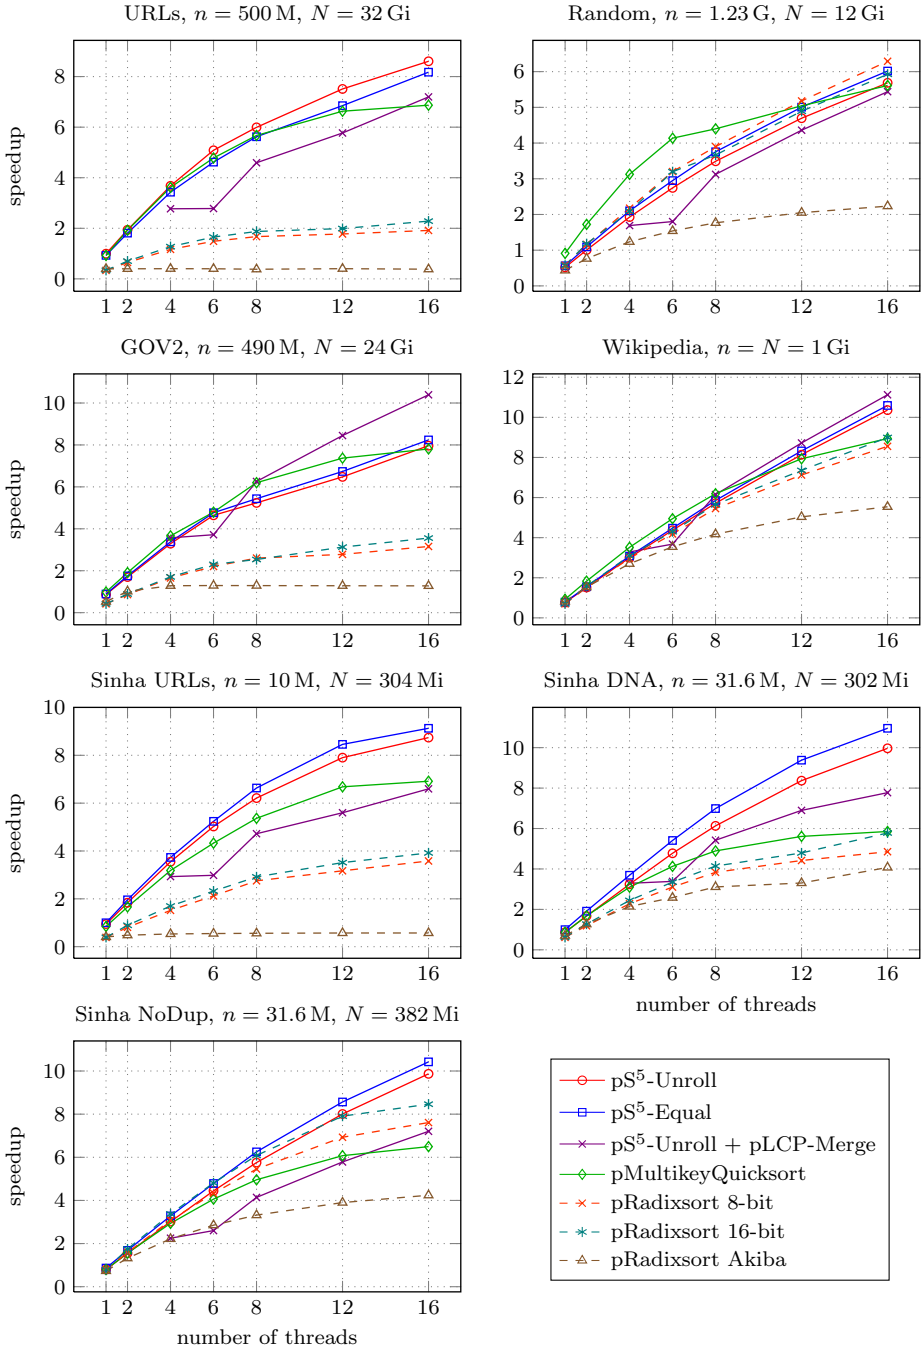 URLs, n = 500 M, N = 32 Gi
speedup
8
6
4
2
0
1 2 4 6 8 12 16
Random, n = 1.23 G, N = 12 Gi
6
5
4
3
2
1
0
1 2 4 6 8 12 16
GOV2, n = 490 M, N = 24 Gi
speedup
10
8
6
4
2
0
1 2 4 6 8 12 16
Wikipedia, n = N = 1 Gi
12
10
8
6
4
2
0
1 2 4 6 8 12 16
Sinha URLs, n = 10 M, N = 304 Mi
speedup
10
8
6
4
2
0
1 2 4 6 8 12 16
Sinha DNA, n = 31.6 M, N = 302 Mi
10
8
6
4
2
0
1 2 4 6 8 12 16
number of threads
Sinha NoDup, n = 31.6 M, N = 382 Mi
speedup
10
8
6
4
2
0
1 2 4 6 8 12 16
number of threads
pS⁵-Unroll
pS⁵-Equal
pS⁵-Unroll + pLCP-Merge
pMultikeyQuicksort
pRadixsort 8-bit
pRadixsort 16-bit
pRadixsort Akiba